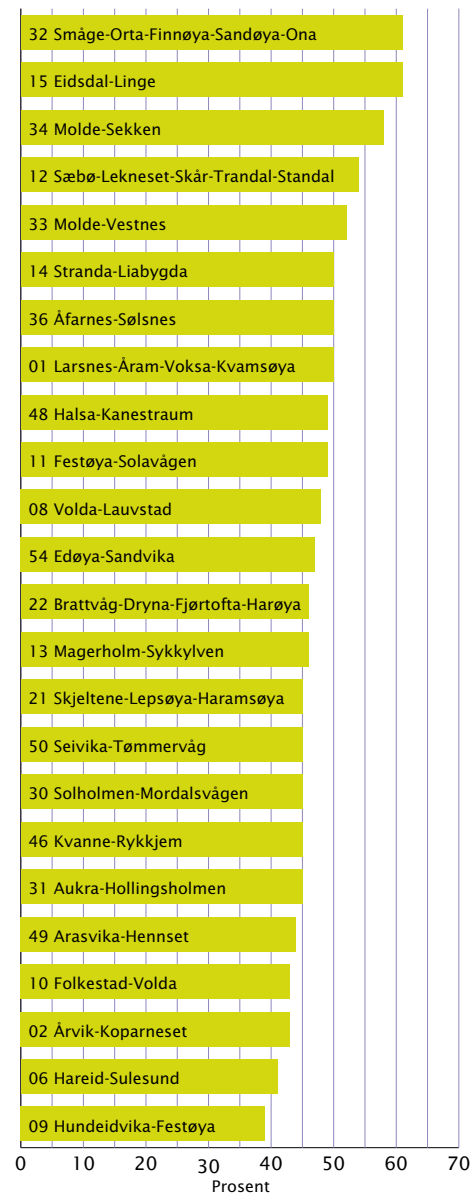 32 Småge-Orta-Finnøya-Sandøya-Ona
15 Eidsdal-Linge
34 Molde-Sekken
12 Sæbø-Lekneset-Skår-Trandal-Standal
33 Molde-Vestnes
14 Stranda-Liabygda
36 Åfarnes-Sølsnes
01 Larsnes-Åram-Voksa-Kvamsøya
48 Halsa-Kanestraum
11 Festøya-Solavågen
08 Volda-Lauvstad
54 Edøya-Sandvika
22 Brattvåg-Dryna-Fjørtofta-Harøya
13 Magerholm-Sykkylven
21 Skjeltene-Lepsøya-Haramsøya
50 Seivika-Tømmervåg
30 Solholmen-Mordalsvågen
46 Kvanne-Rykkjem
31 Aukra-Hollingsholmen
49 Arasvika-Hennset
10 Folkestad-Volda
02 Årvik-Koparneset
06 Hareid-Sulesund
09 Hundeidvika-Festøya
0 10 20 30 40 50 60 70
Prosent